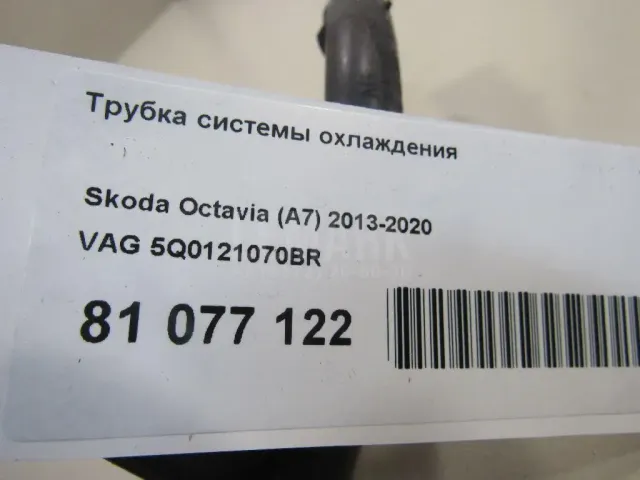 Трубка системы охлаждения
Skoda Octavia (A7) 2013-2020
VAG 5Q0121070BR
81 077 122